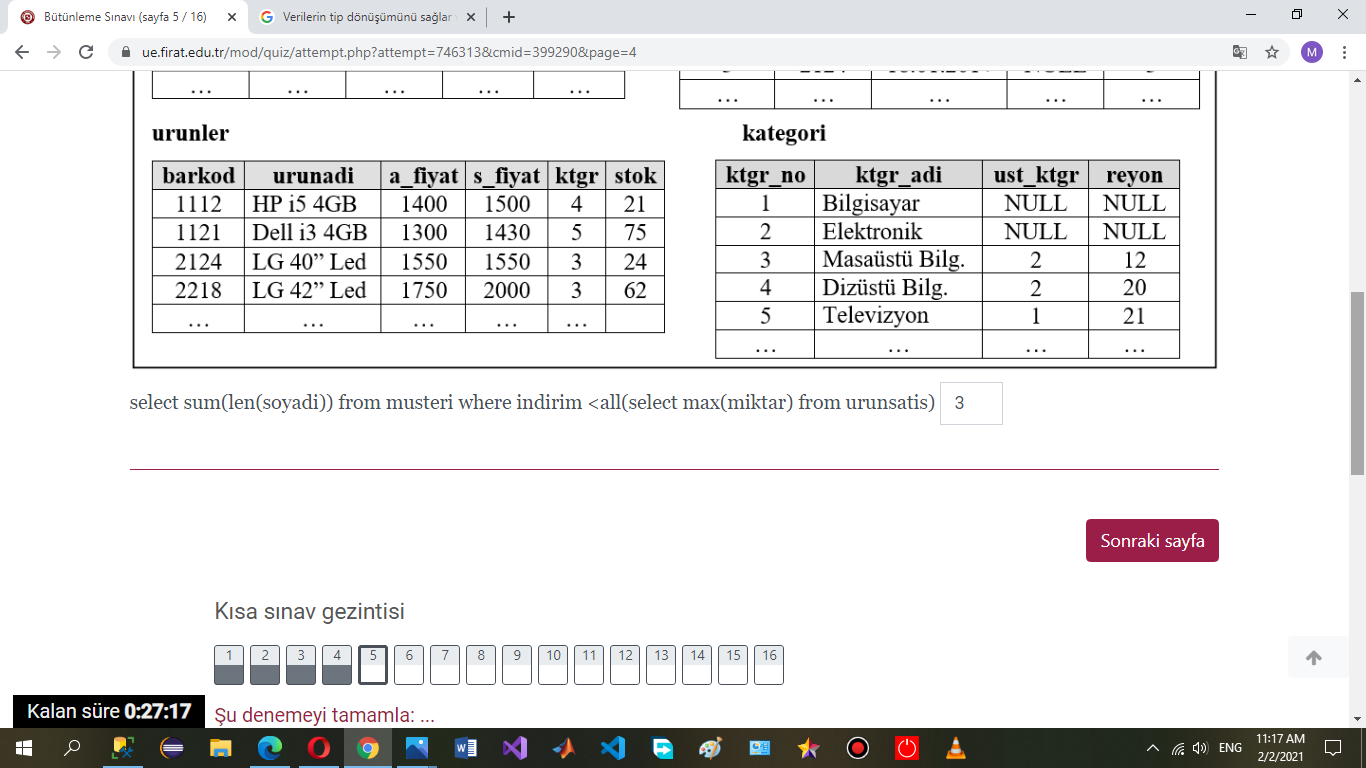 Bütünleme Sınavı (sayfa 5 / 16)
Verilerin tip dönüşümünü sağlar
ue.firat.edu.tr/mod/quiz/attempt.php?attempt=746313&cmid=399290&page=4
M
... ... ... ... ... ... ... ... ... ...
urunler kategori
barkod urunadi a_fiyat s_fiyat ktgr stok
1112 HP i5 4GB 1400 1500 4 21
1121 Dell i3 4GB 1300 1430 5 75
2124 LG 40” Led 1550 1550 3 24
2218 LG 42” Led 1750 2000 3 62
... ... ... ... ...
ktgr_no ktgr_adi ust_ktgr reyon
1 Bilgisayar NULL NULL
2 Elektronik NULL NULL
3 Masaüstü Bilg. 2 12
4 Dizüstü Bilg. 2 20
5 Televizyon 1 21
... ... ... ...
select sum(len(soyadi)) from musteri where indirim <all(select max(miktar) from urunsatis) 3
Sonraki sayfa
Kısa sınav gezintisi
1 2 3 4 5 6 7 8 9 10 11 12 13 14 15 16
Kalan süre 0:27:17
Şu denemeyi tamamla: ...
ENG
11:17 AM
2/2/2021